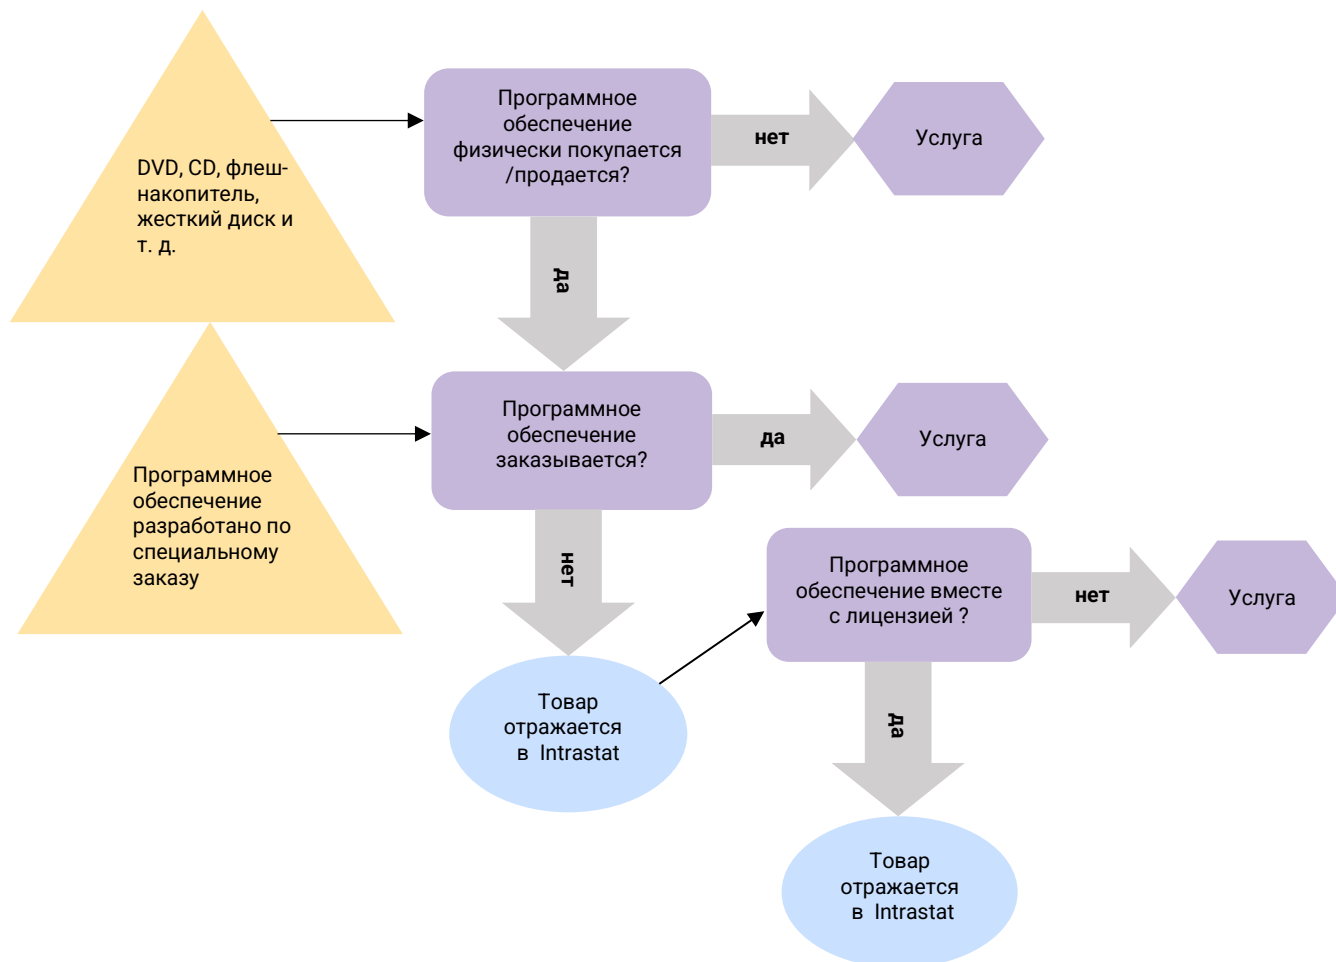 Программное
обеспечение
физически покупается
/продается?
нет
Услуга
DVD, CD, флеш-
накопитель,
жесткий диск и
т. д.
да
Программное
обеспечение
заказывается?
да
Услуга
Программное
обеспечение
разработано по
специальному
заказу
нет
Программное
обеспечение вместе
с лицензией ?
нет
Услуга
Товар
отражается
в Intrastat
да
Товар
отражается
в Intrastat